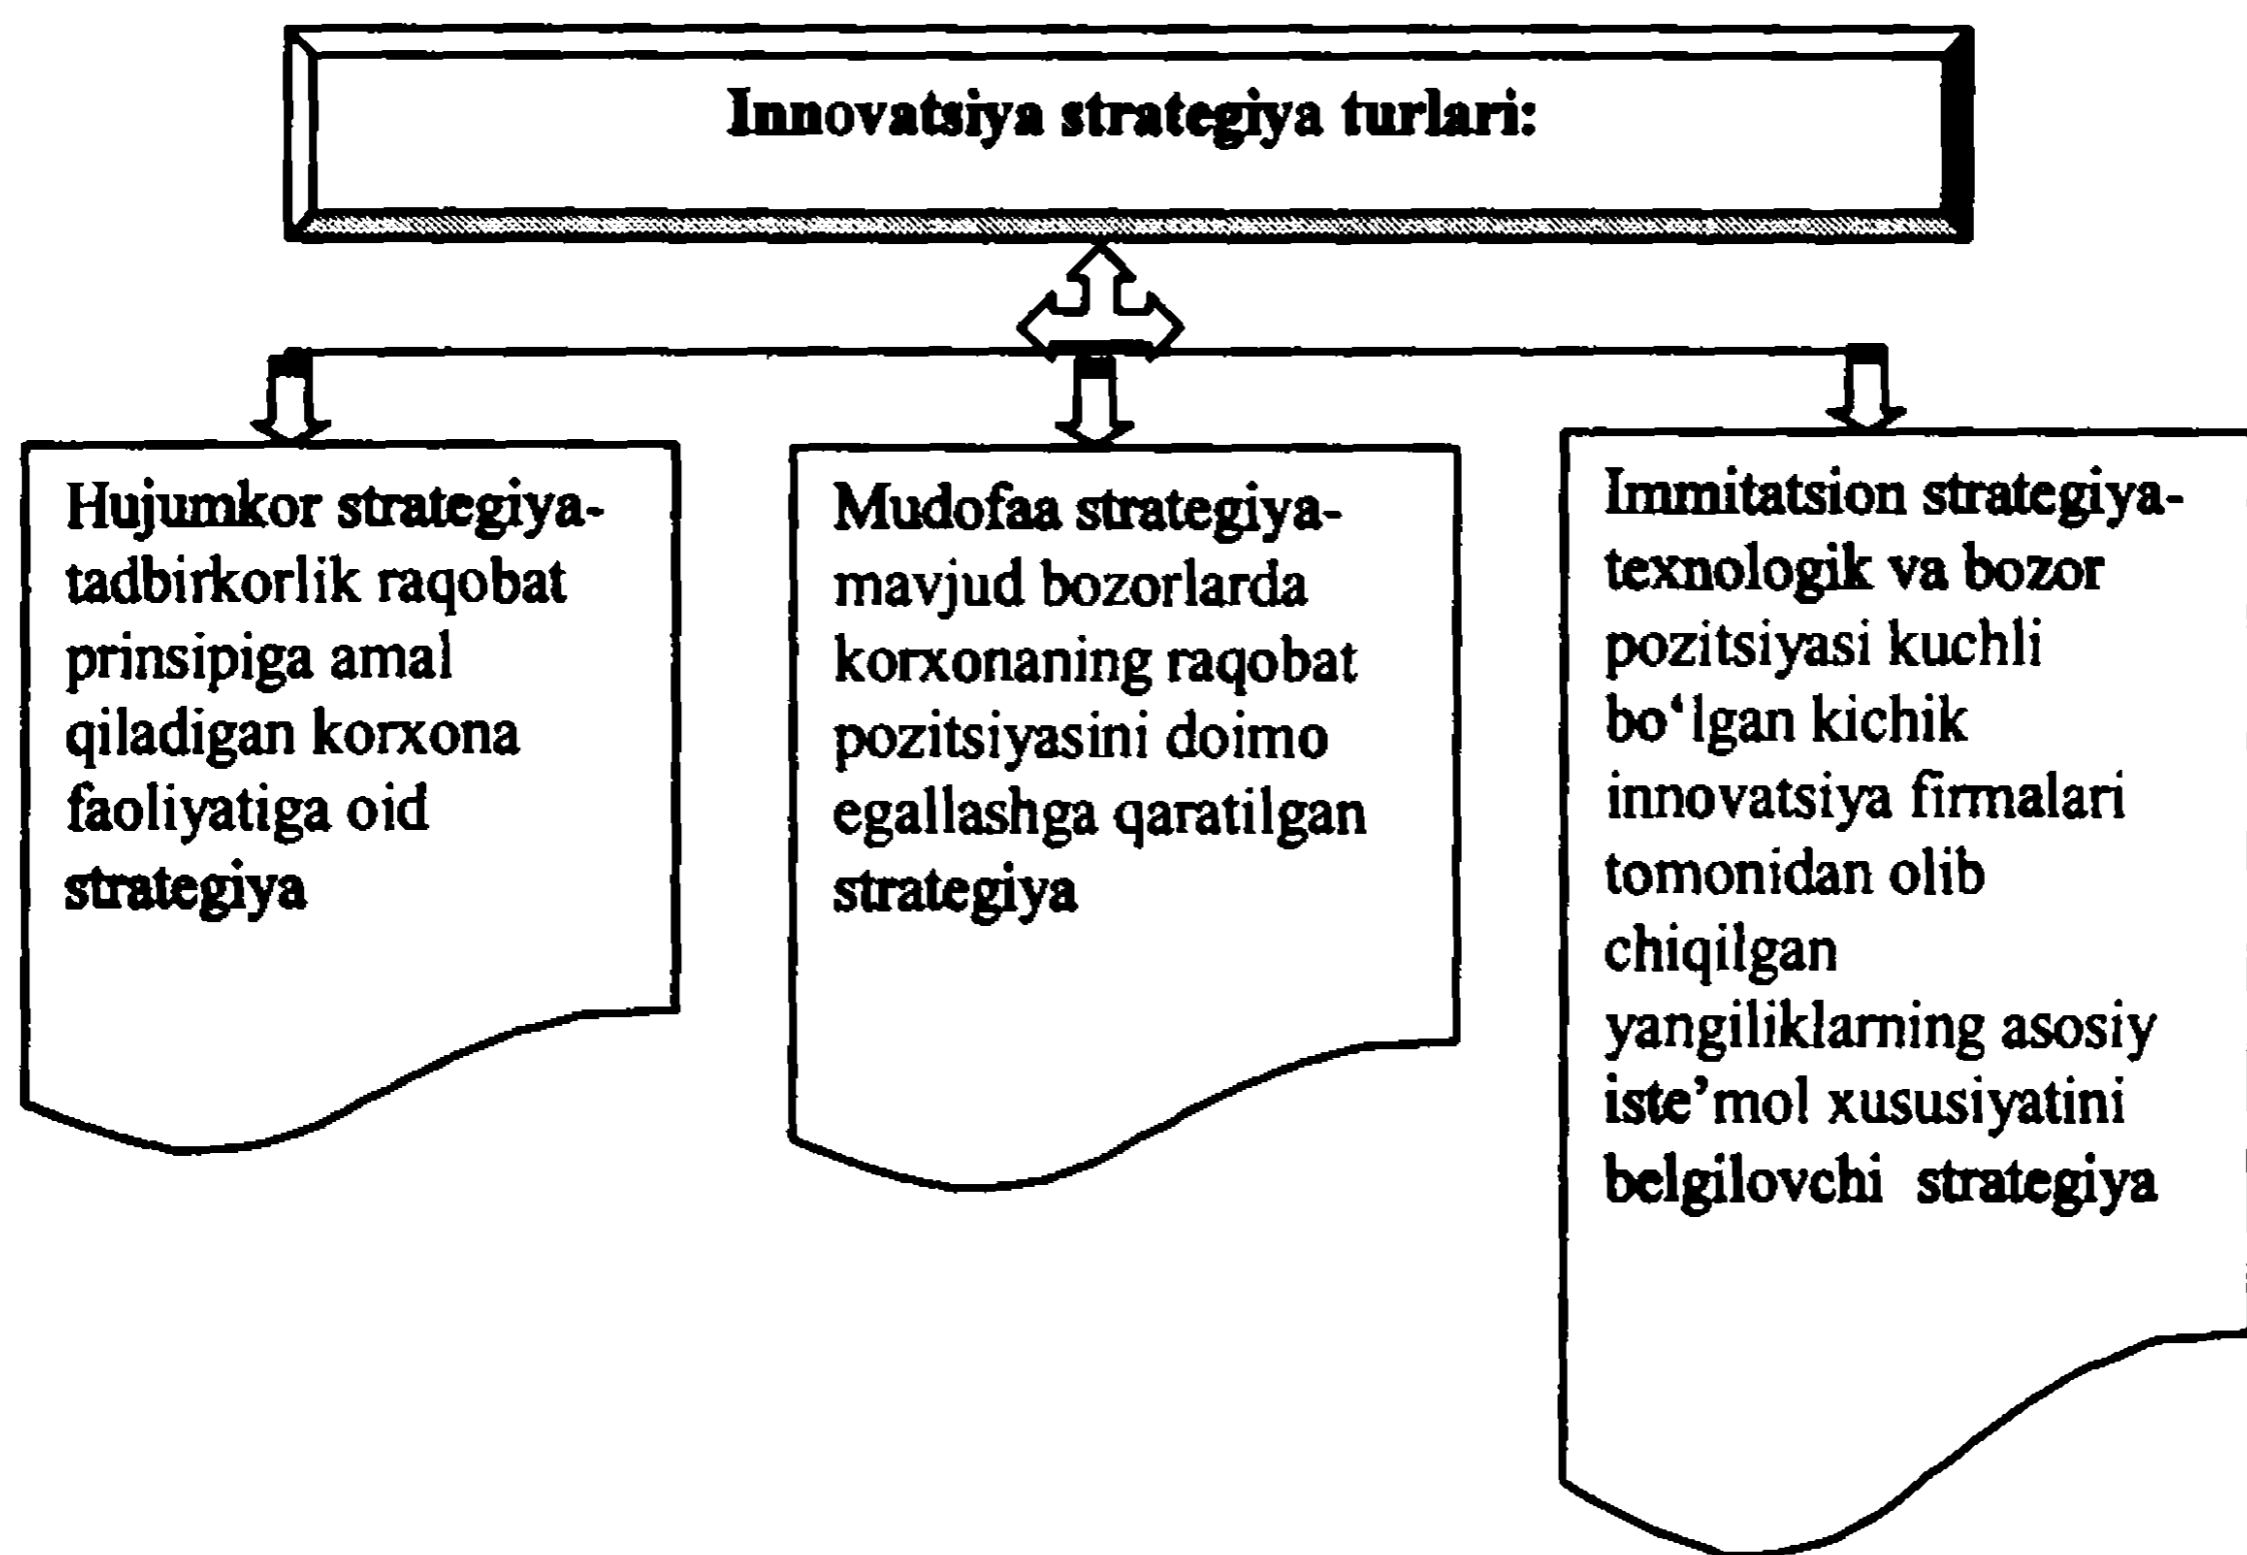 Innovatsiya strategiya turlari:
Hujumkor strategiya-
tadbirkorlik raqobat
prinsipiga amal
qiladigan korxona
faoliyatiga oid
strategiya
Mudofaa strategiya-
mavjud bozorlarda
korxonaning raqobat
pozitsiyasini doimo
egallashga qaratilgan
strategiya
Immitatsion strategiya-
texnologik va bozor
pozitsiyasi kuchli
bo‘lgan kichik
innovatsiya firmalari
tomonidan olib
chiqilgan
yangiliklarning asosiy
iste’mol xususiyatini
belgilovchi strategiya